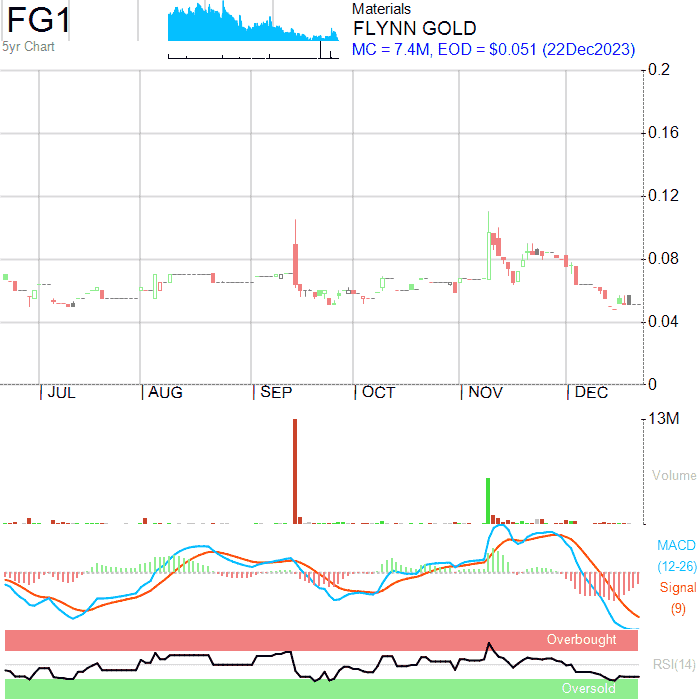 FG1
5yr Chart
Materials
FLYNN GOLD
MC = 7.4M, EOD = $0.051 (22Dec2023)
0.2
0.16
0.12
0.08
0.04
0
JUL AUG SEP OCT NOV DEC
13M
Volume
MACD
(12-26)
Signal
(9)
Overbought
RSI(14)
Oversold